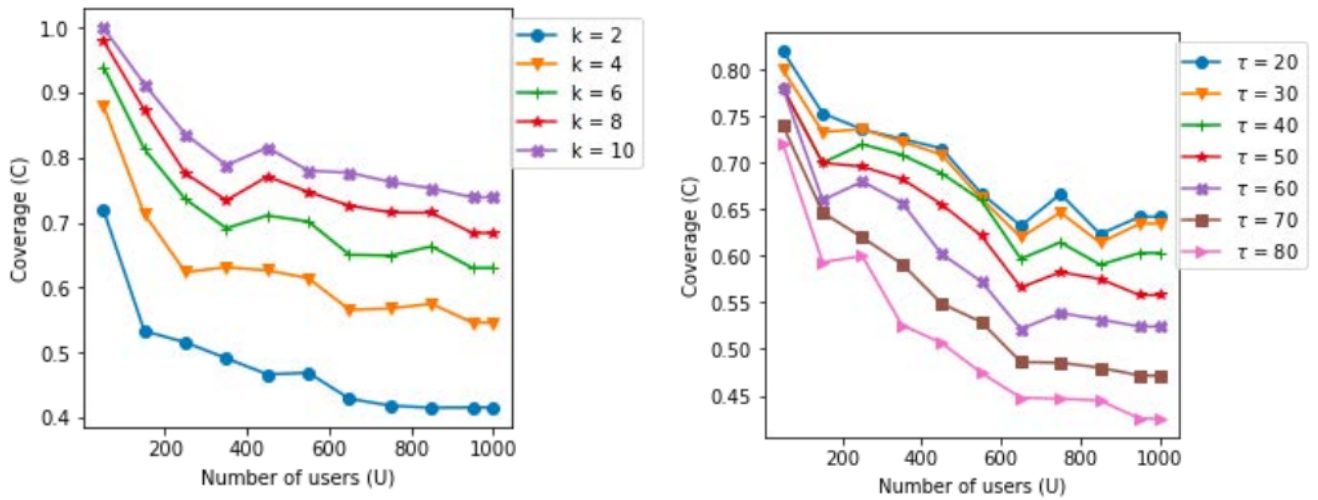 1.0
0.9
0.8
0.7
0.6
0.5
0.4
Coverage (C)
200 400 600 800 1000
Number of users (U)
k = 2
k = 4
k = 6
k = 8
k = 10
0.80
0.75
0.70
0.65
0.60
0.55
0.50
0.45
Coverage (C)
200 400 600 800 1000
Number of users (U)
τ = 20
τ = 30
τ = 40
τ = 50
τ = 60
τ = 70
τ = 80